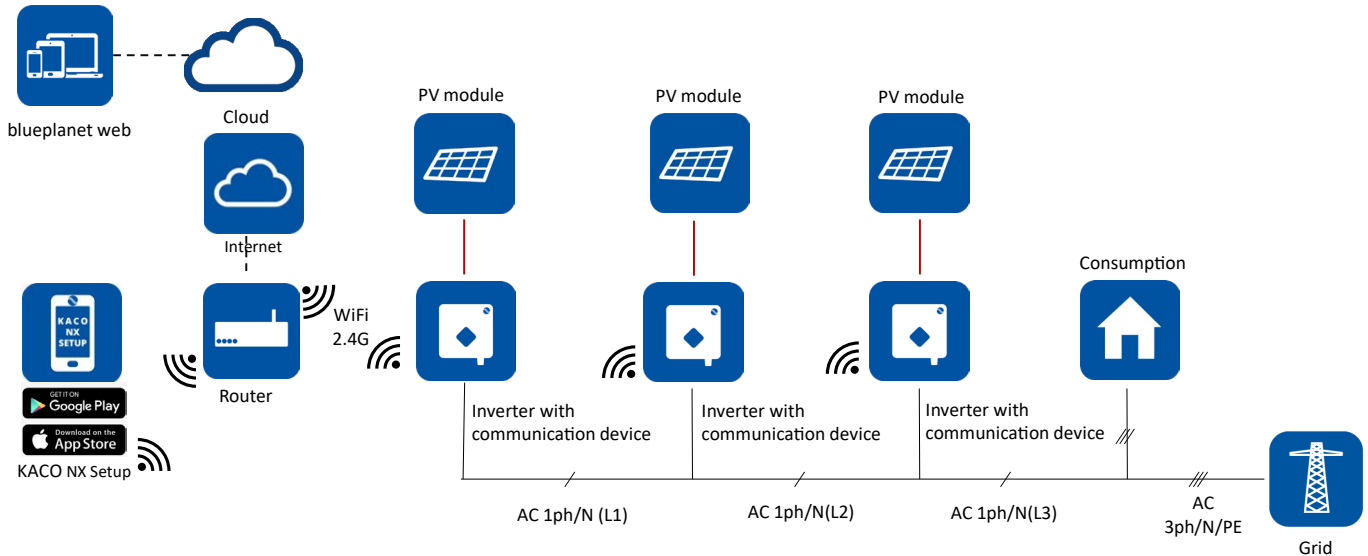 blueplanet web
Cloud
Internet
PV module
PV module
PV module
KACO
NX
SETUP
GET IT ON
Google Play
Download on the
App Store
KACO NX Setup
Router
WiFi
2.4G
Inverter with
communication device
Inverter with
communication device
Inverter with
communication device
Consumption
AC 1ph/N (L1)
AC 1ph/N(L2)
AC 1ph/N(L3)
AC
3ph/N/PE
Grid